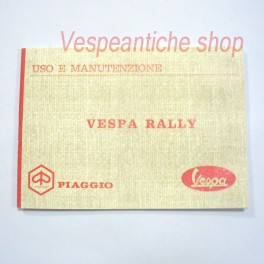 Vespeantiche shop
USO E MANUTENZIONE
VESPA RALLY
PIAGGIO
Vespa